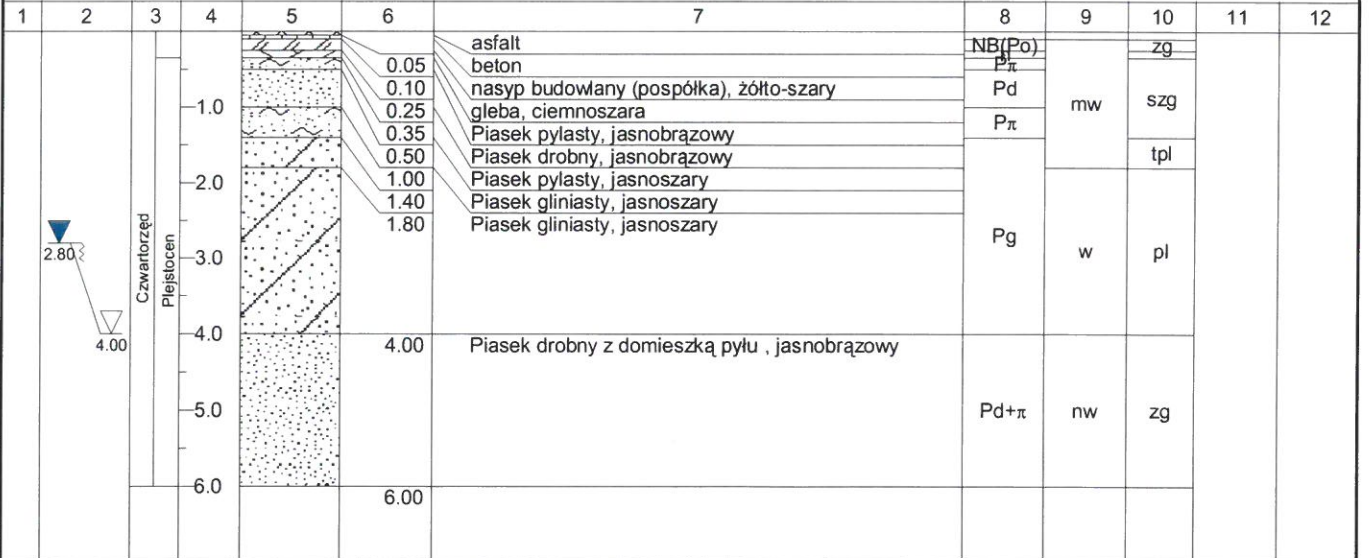 1 2 3 4 5 6 7 8 9 10 11 12
asfalt NB(Po) zg
0.05 beton
Pπ
0.10 nasyp budowlany (pospółka), żółto-szary Pd
-1.0 0.25 gleba, ciemnoszara mw szg
0.35 Piasek pylasty, jasnobrązowy Pπ
0.50 Piasek drobny, jasnobrązowy tpl
-2.0 1.00 Piasek pylasty, jasnoszary
1.40 Piasek gliniasty, jasnoszary
1.80 Piasek gliniasty, jasnoszary
Czwartorzęd
Plejstocen
Pg w pl
2.80 -3.0
-4.0
4.00 4.00 Piasek drobny z domieszką pyłu , jasnobrązowy
-5.0 Pd+π nw zg
-6.0
6.00